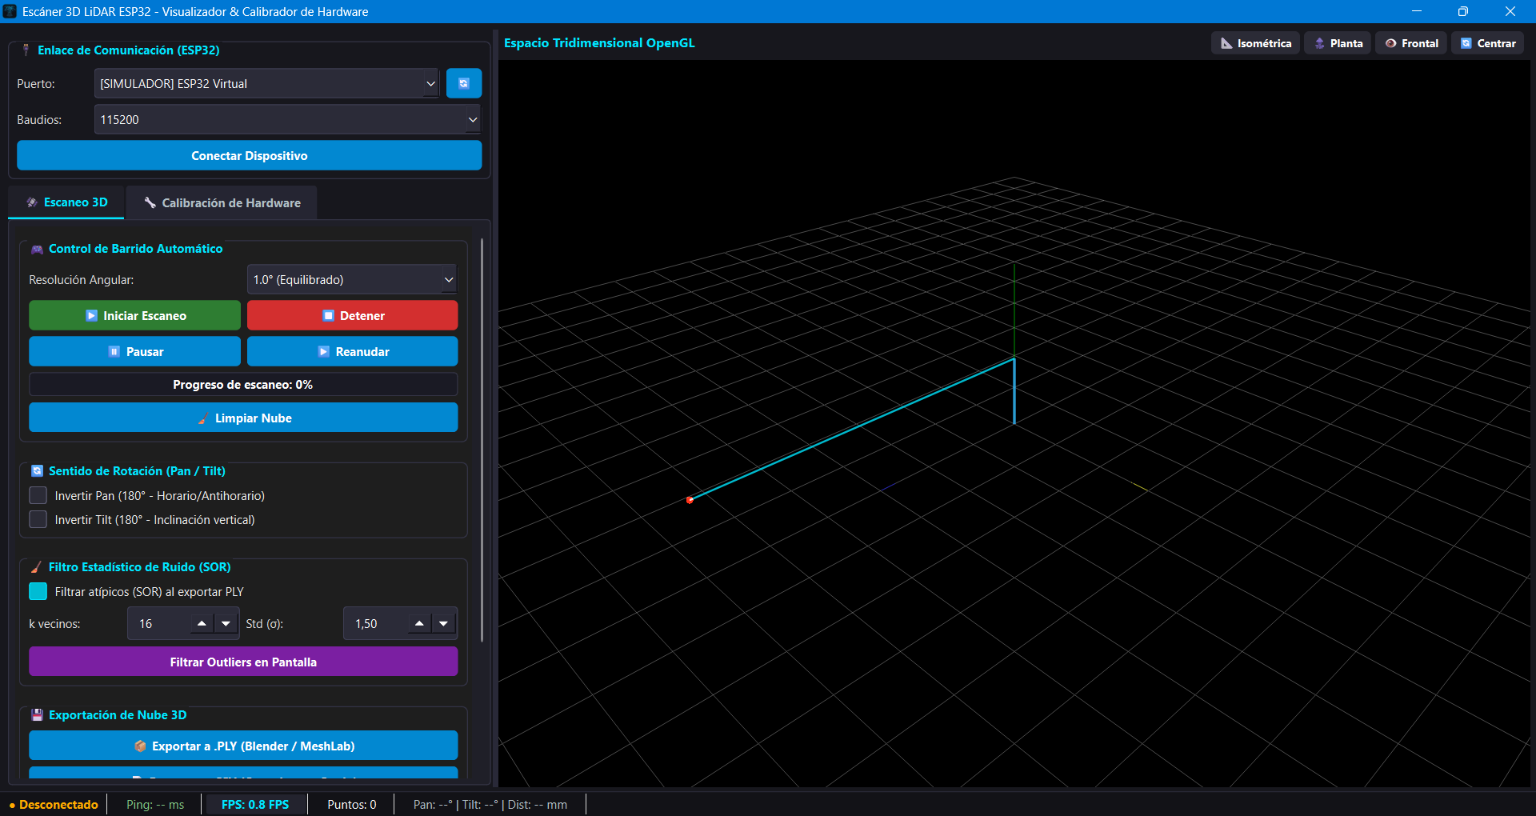 Escáner 3D LiDAR ESP32 - Visualizador & Calibrador de Hardware
Enlace de Comunicación (ESP32)
Puerto: [SIMULADOR] ESP32 Virtual
Baudios: 115200
Conectar Dispositivo
Escaneo 3D Calibración de Hardware
Control de Barrido Automático
Resolución Angular: 1.0° (Equilibrado)
Iniciar Escaneo Detener
Pausar Reanudar
Progreso de escaneo: 0%
Limpiar Nube
Sentido de Rotación (Pan / Tilt)
Invertir Pan (180° - Horario/Antihorario)
Invertir Tilt (180° - Inclinación vertical)
Filtro Estadístico de Ruido (SOR)
Filtrar atípicos (SOR) al exportar PLY
k vecinos: 16 Std (σ): 1,50
Filtrar Outliers en Pantalla
Exportación de Nube 3D
Exportar a .PLY (Blender / MeshLab)
Espacio Tridimensional OpenGL
Isométrica Planta Frontal Centrar
● Desconectado Ping: -- ms FPS: 0.8 FPS Puntos: 0 Pan: --° | Tilt: --° | Dist: -- mm